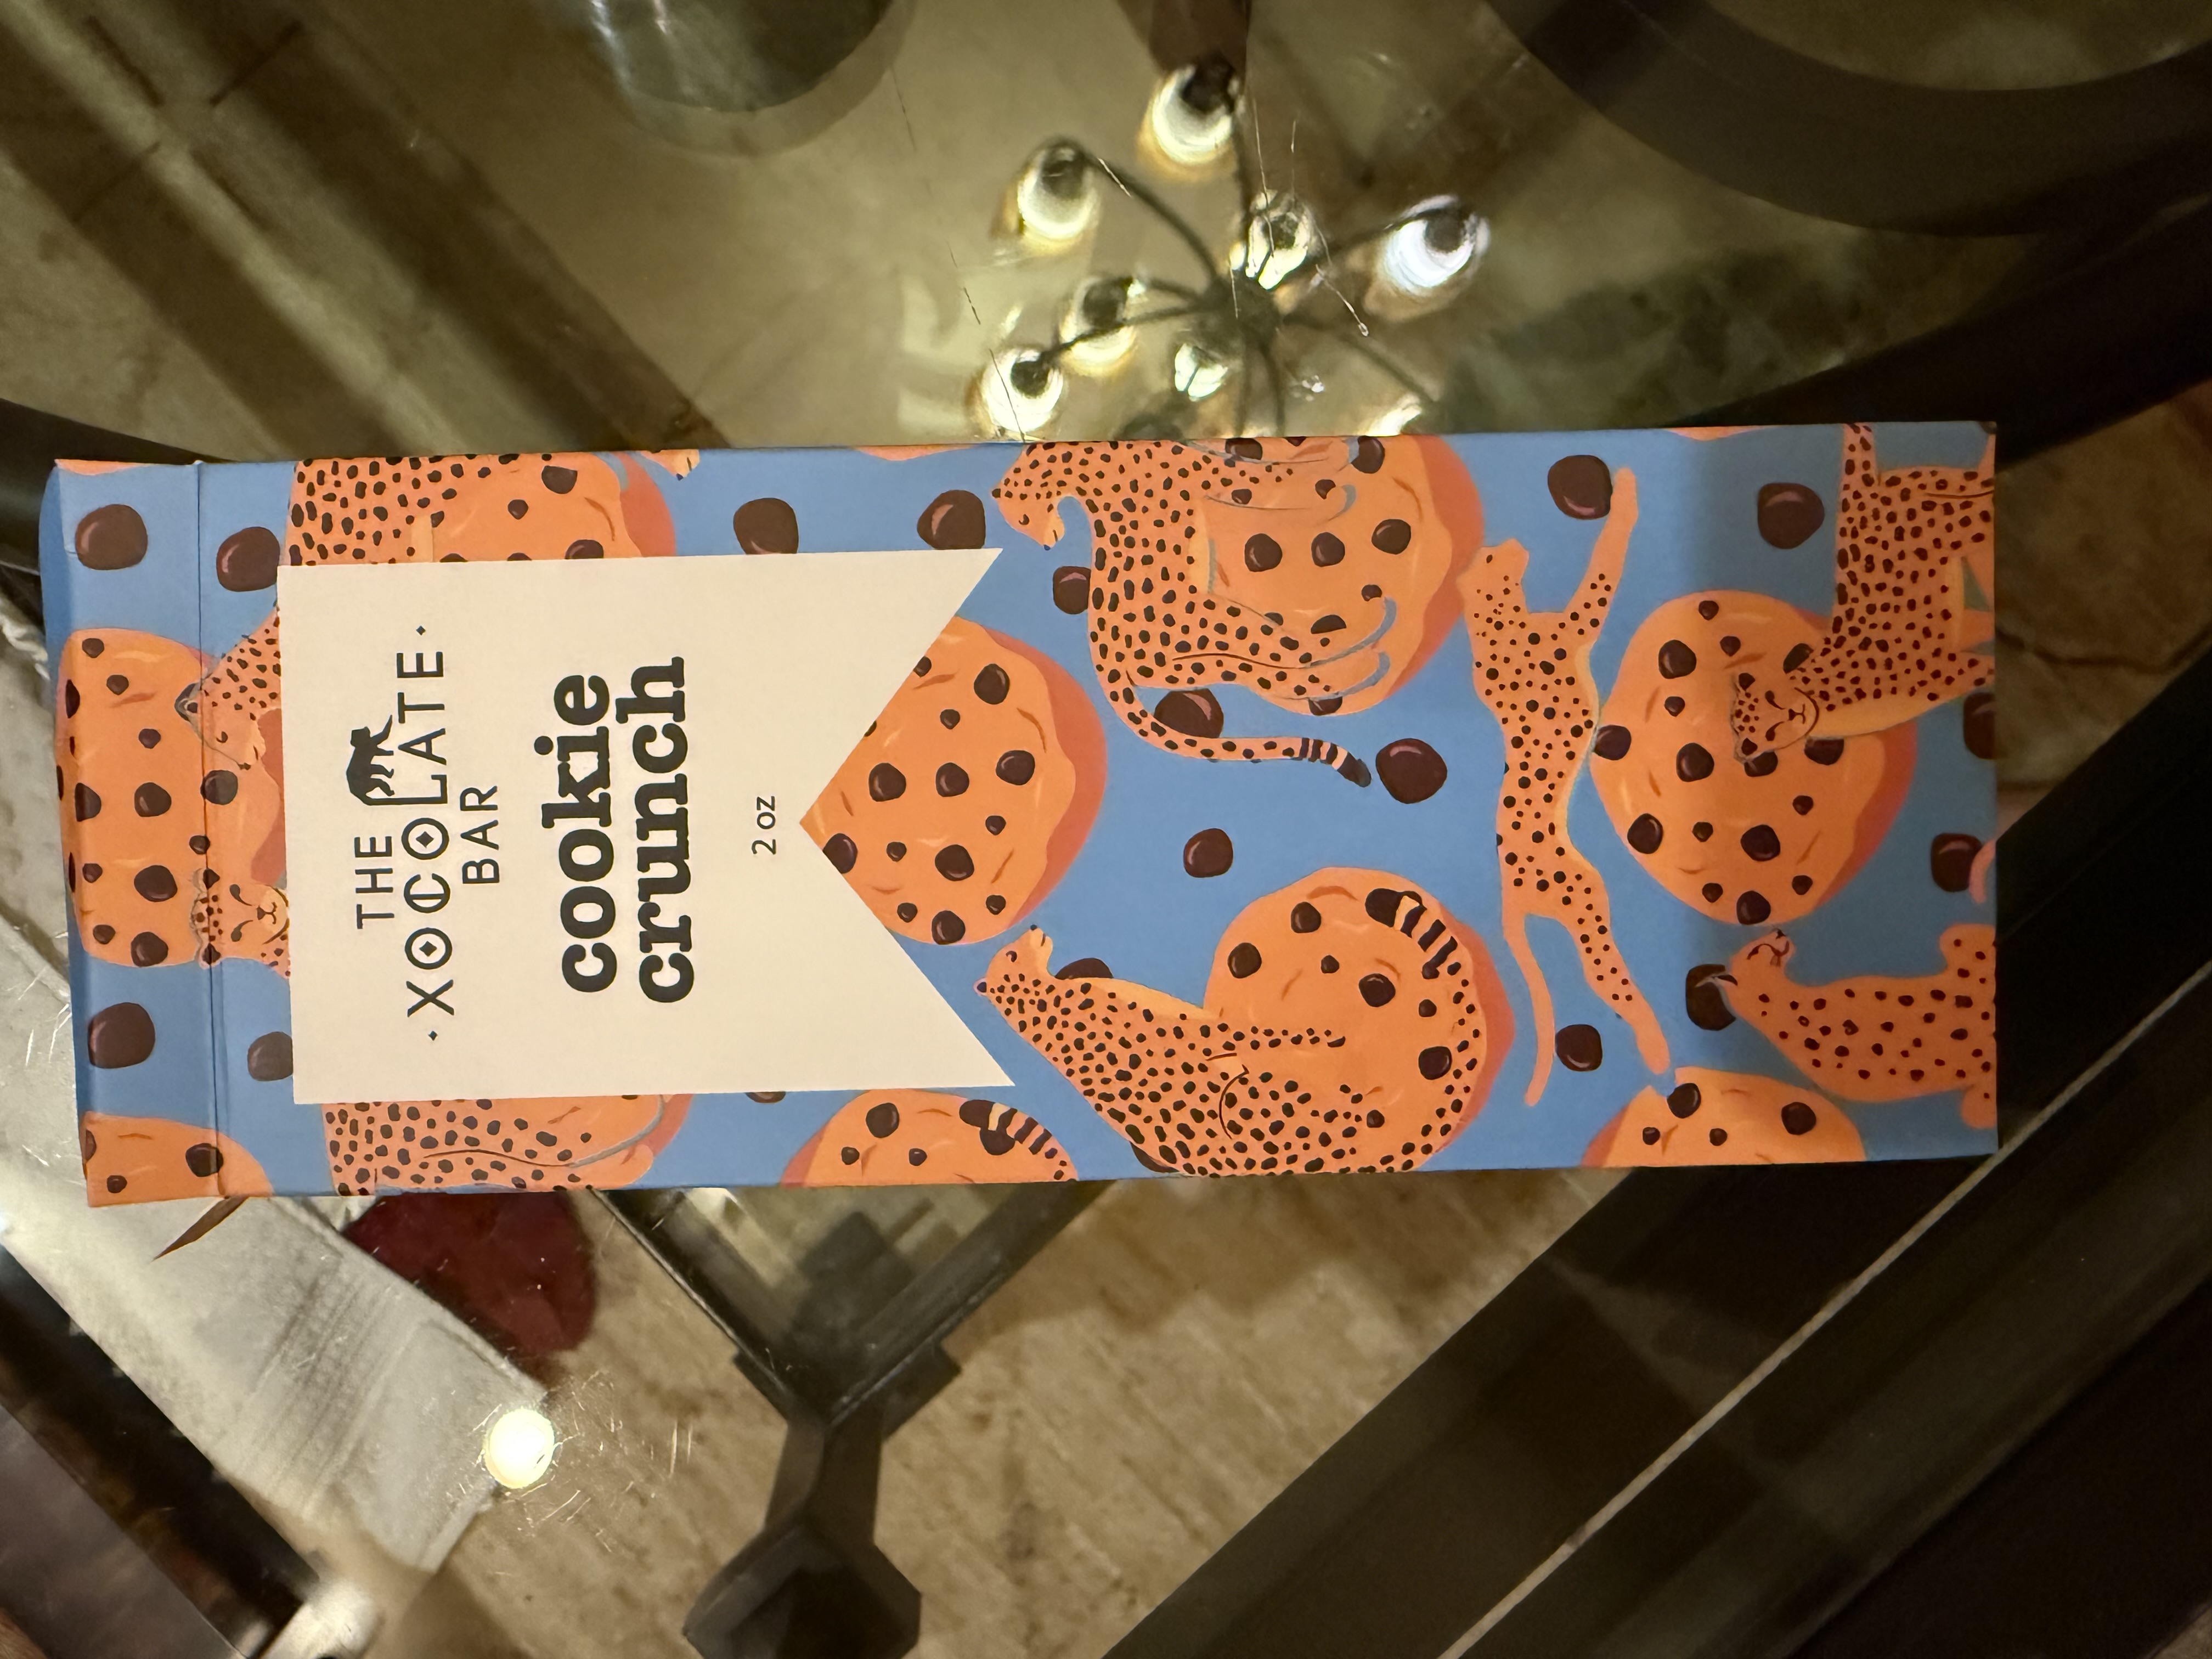 THE
·XOCOLATE·
BAR
cookie
crunch
2 oz